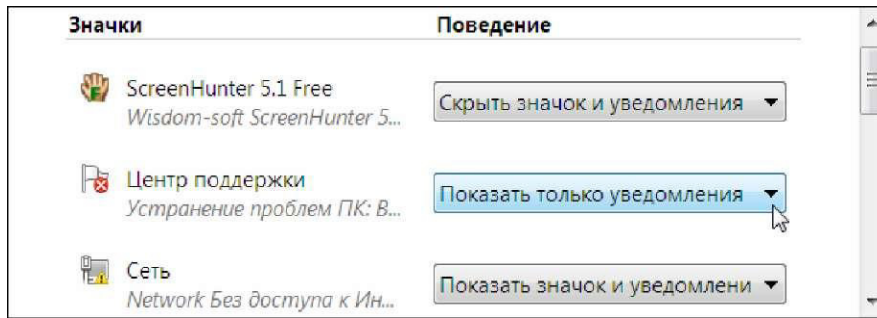 Значки Поведение
ScreenHunter 5.1 Free
Скрыть значок и уведомления
Wisdom-soft ScreenHunter 5...
Центр поддержки
Показать только уведомления
Устранение проблем ПК: В...
Сеть
Показать значок и уведомлени
Network Без доступа к Ин...